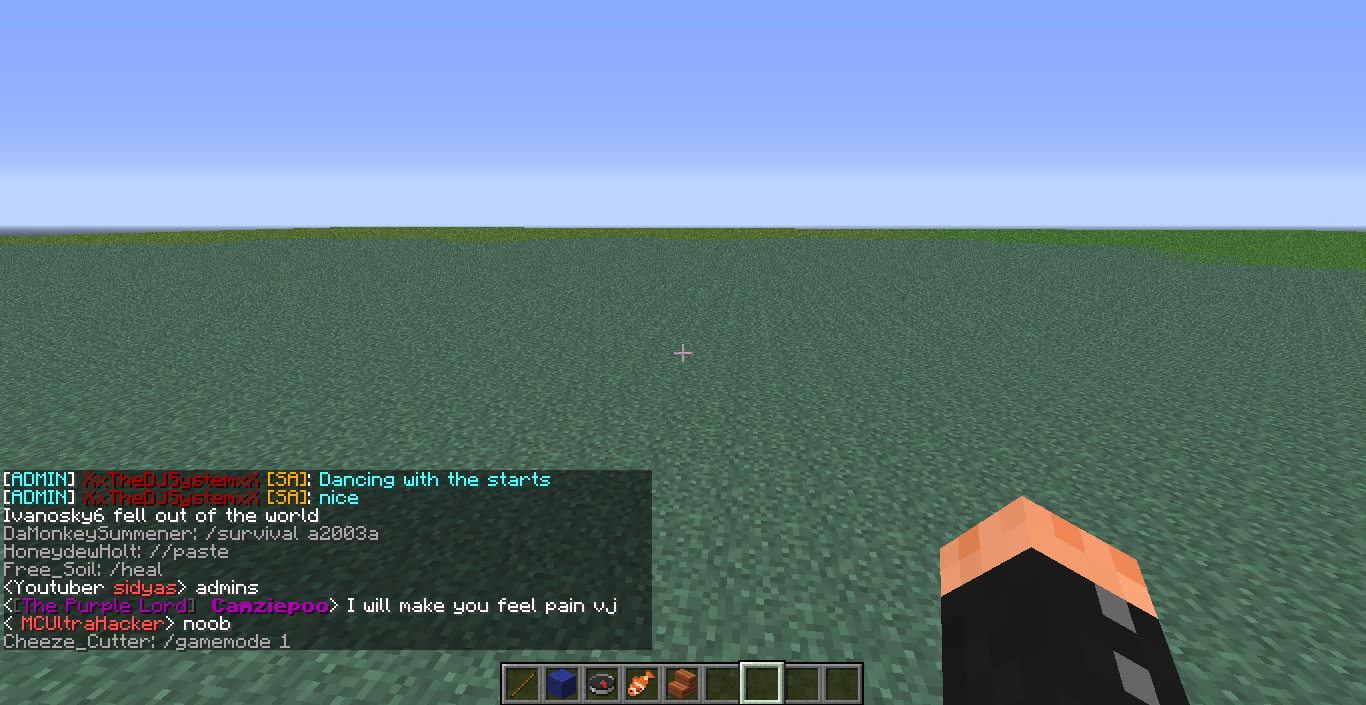 [ADMIN] XxTheDJSystemxX [SA]: Dancing with the starts
[ADMIN] XxTheDJSystemxX [SA]: nice
Ivanosky6 fell out of the world
DaMonkeySummener: /survival a2003a
HoneydewHolt: //paste
Free_Soil: /heal
<Youtuber sidyas> admins
<[The Purple Lord] Canziepoo> I will make you feel pain vj
< MCUltraHacker> noob
Cheeze_Cutter: /gamemode 1